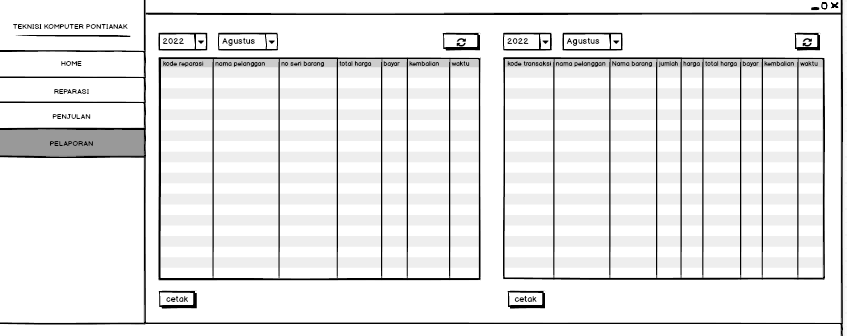 TEKNISI KOMPUTER PONTIANAK
HOME
REPARASI
PENJULAN
PELAPORAN
2022 Agustus
kode reparasi nama pelanggan no seri barang total harga bayar kembalian waktu
cetak
2022 Agustus
kode transaksi nama pelanggan Nama barang jumlah harga total harga bayar kembalian waktu
cetak